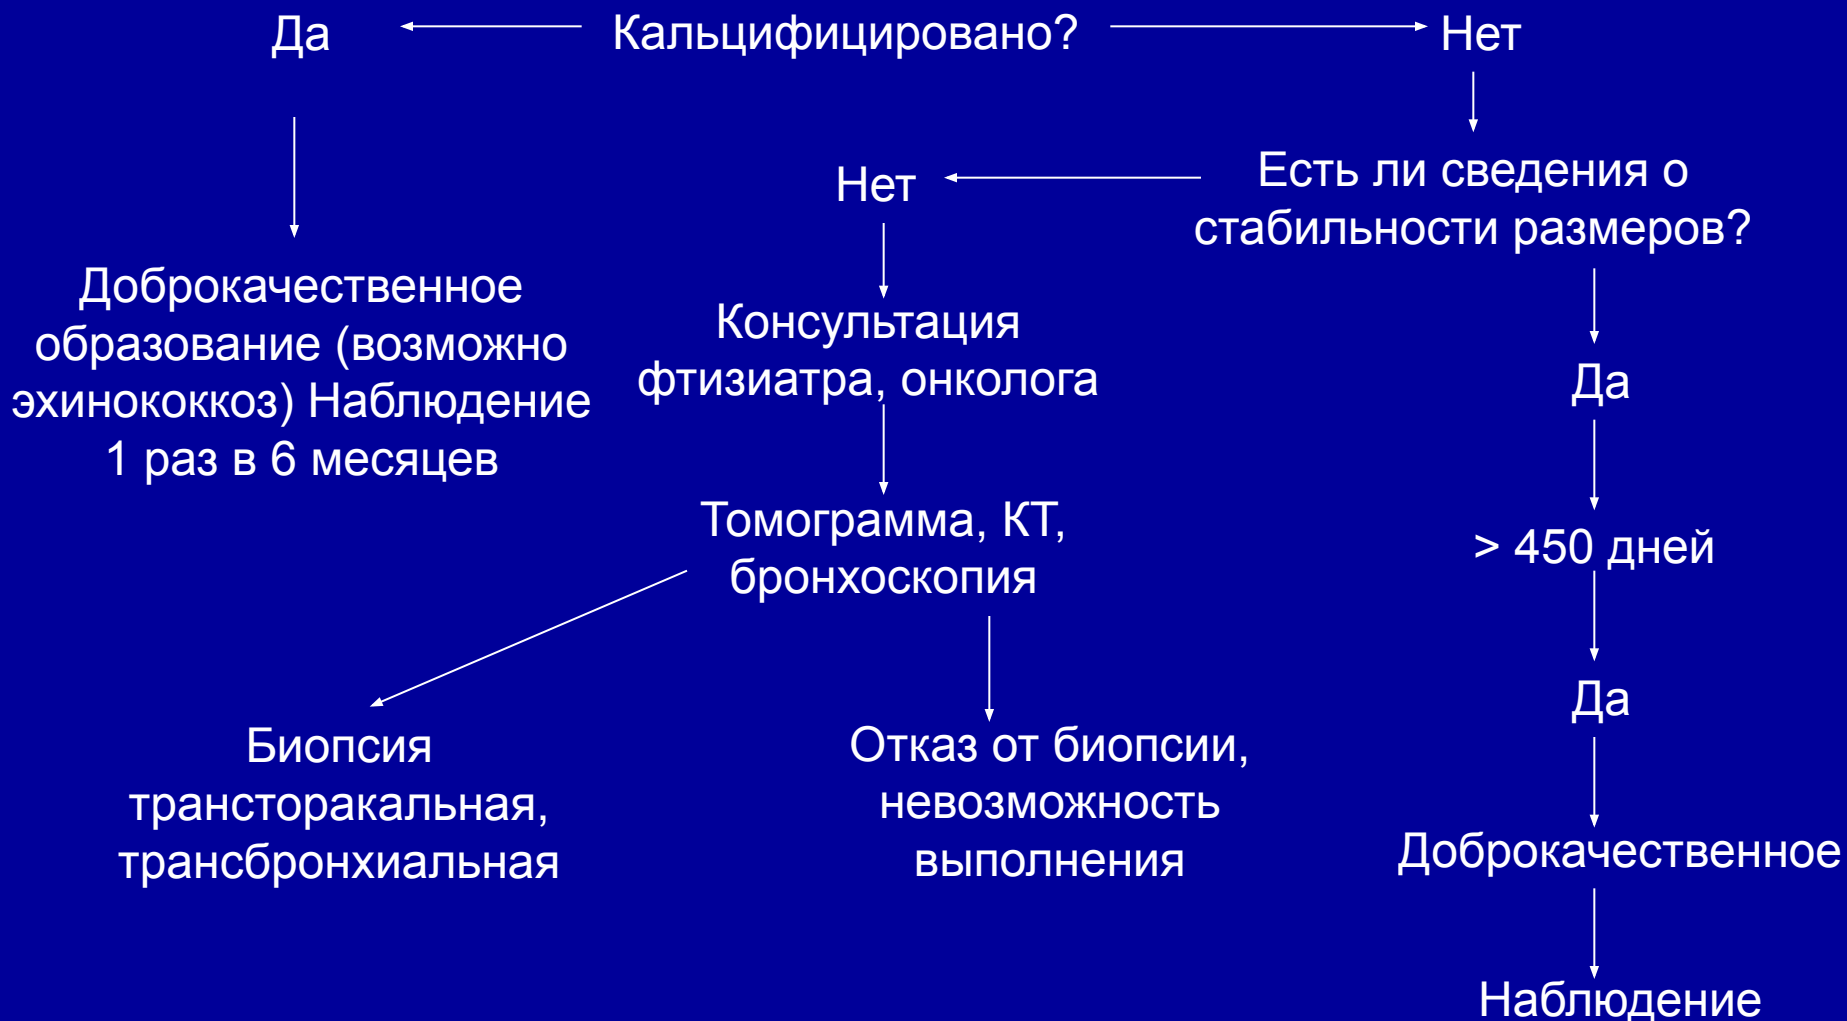 Да
Кальцифицировано?
Нет
Есть ли сведения о
стабильности размеров?
Нет
Доброкачественное
образование (возможно
эхинококкоз) Наблюдение
1 раз в 6 месяцев
Консультация
фтизиатра, онколога
Да
Томограмма, КТ,
бронхоскопия
> 450 дней
Да
Биопсия
трансторакальная,
трансбронхиальная
Отказ от биопсии,
невозможность
выполнения
Доброкачественное
Наблюдение